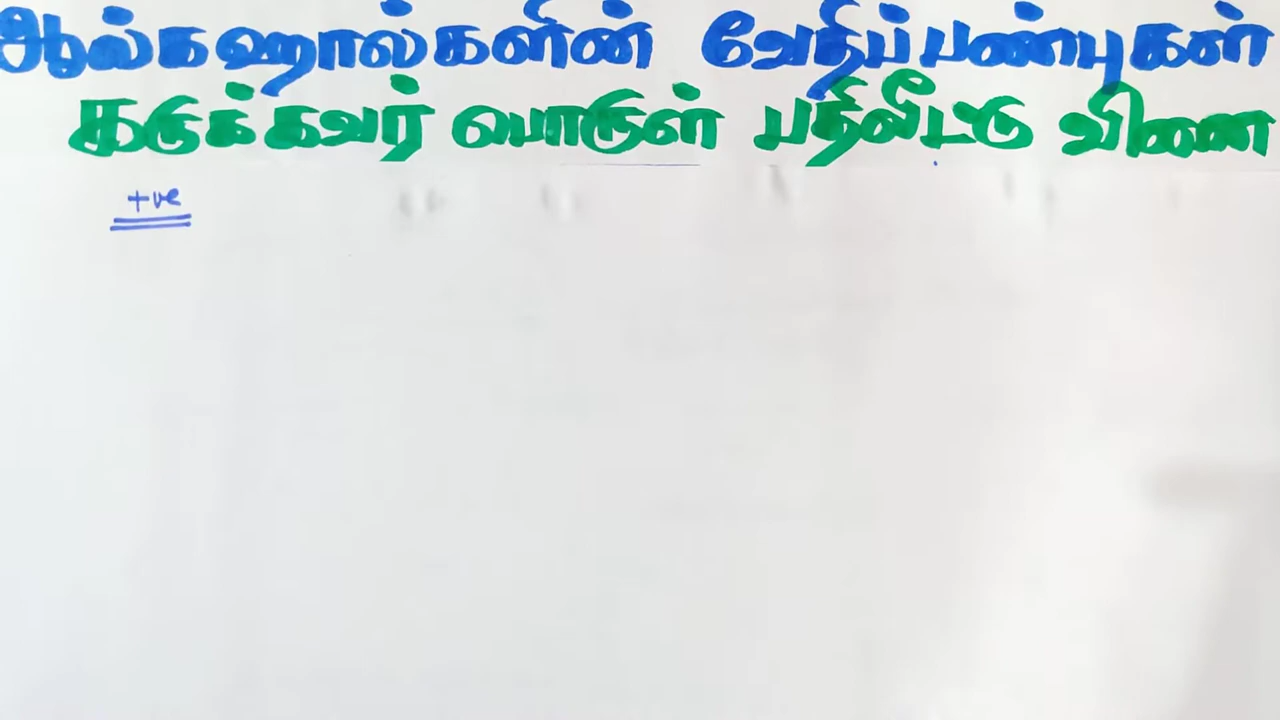 ஆல்கஹால்களின் வேதிப்பண்புகள்
கருக்கவர் பொருள் பதிலீட்டு வினை
+ve